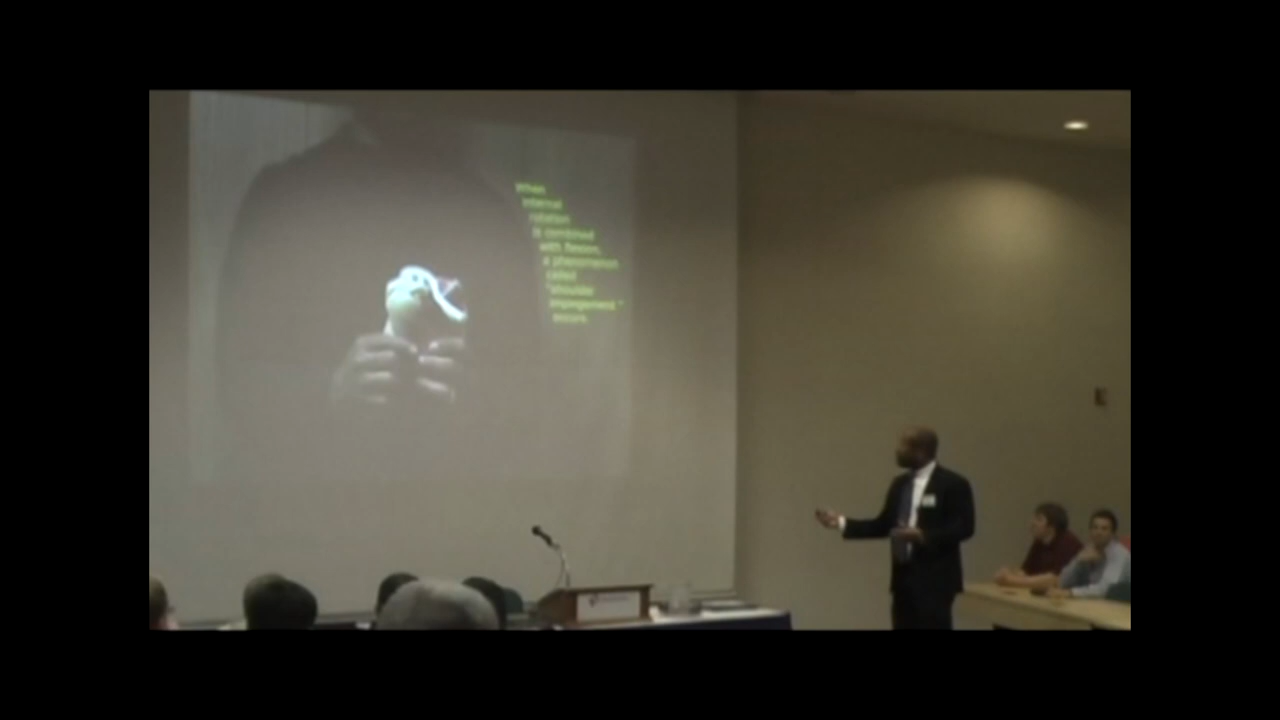 When
internal
rotation
is combined
with flexion,
a phenomenon
called
"shoulder
impingement"
occurs.